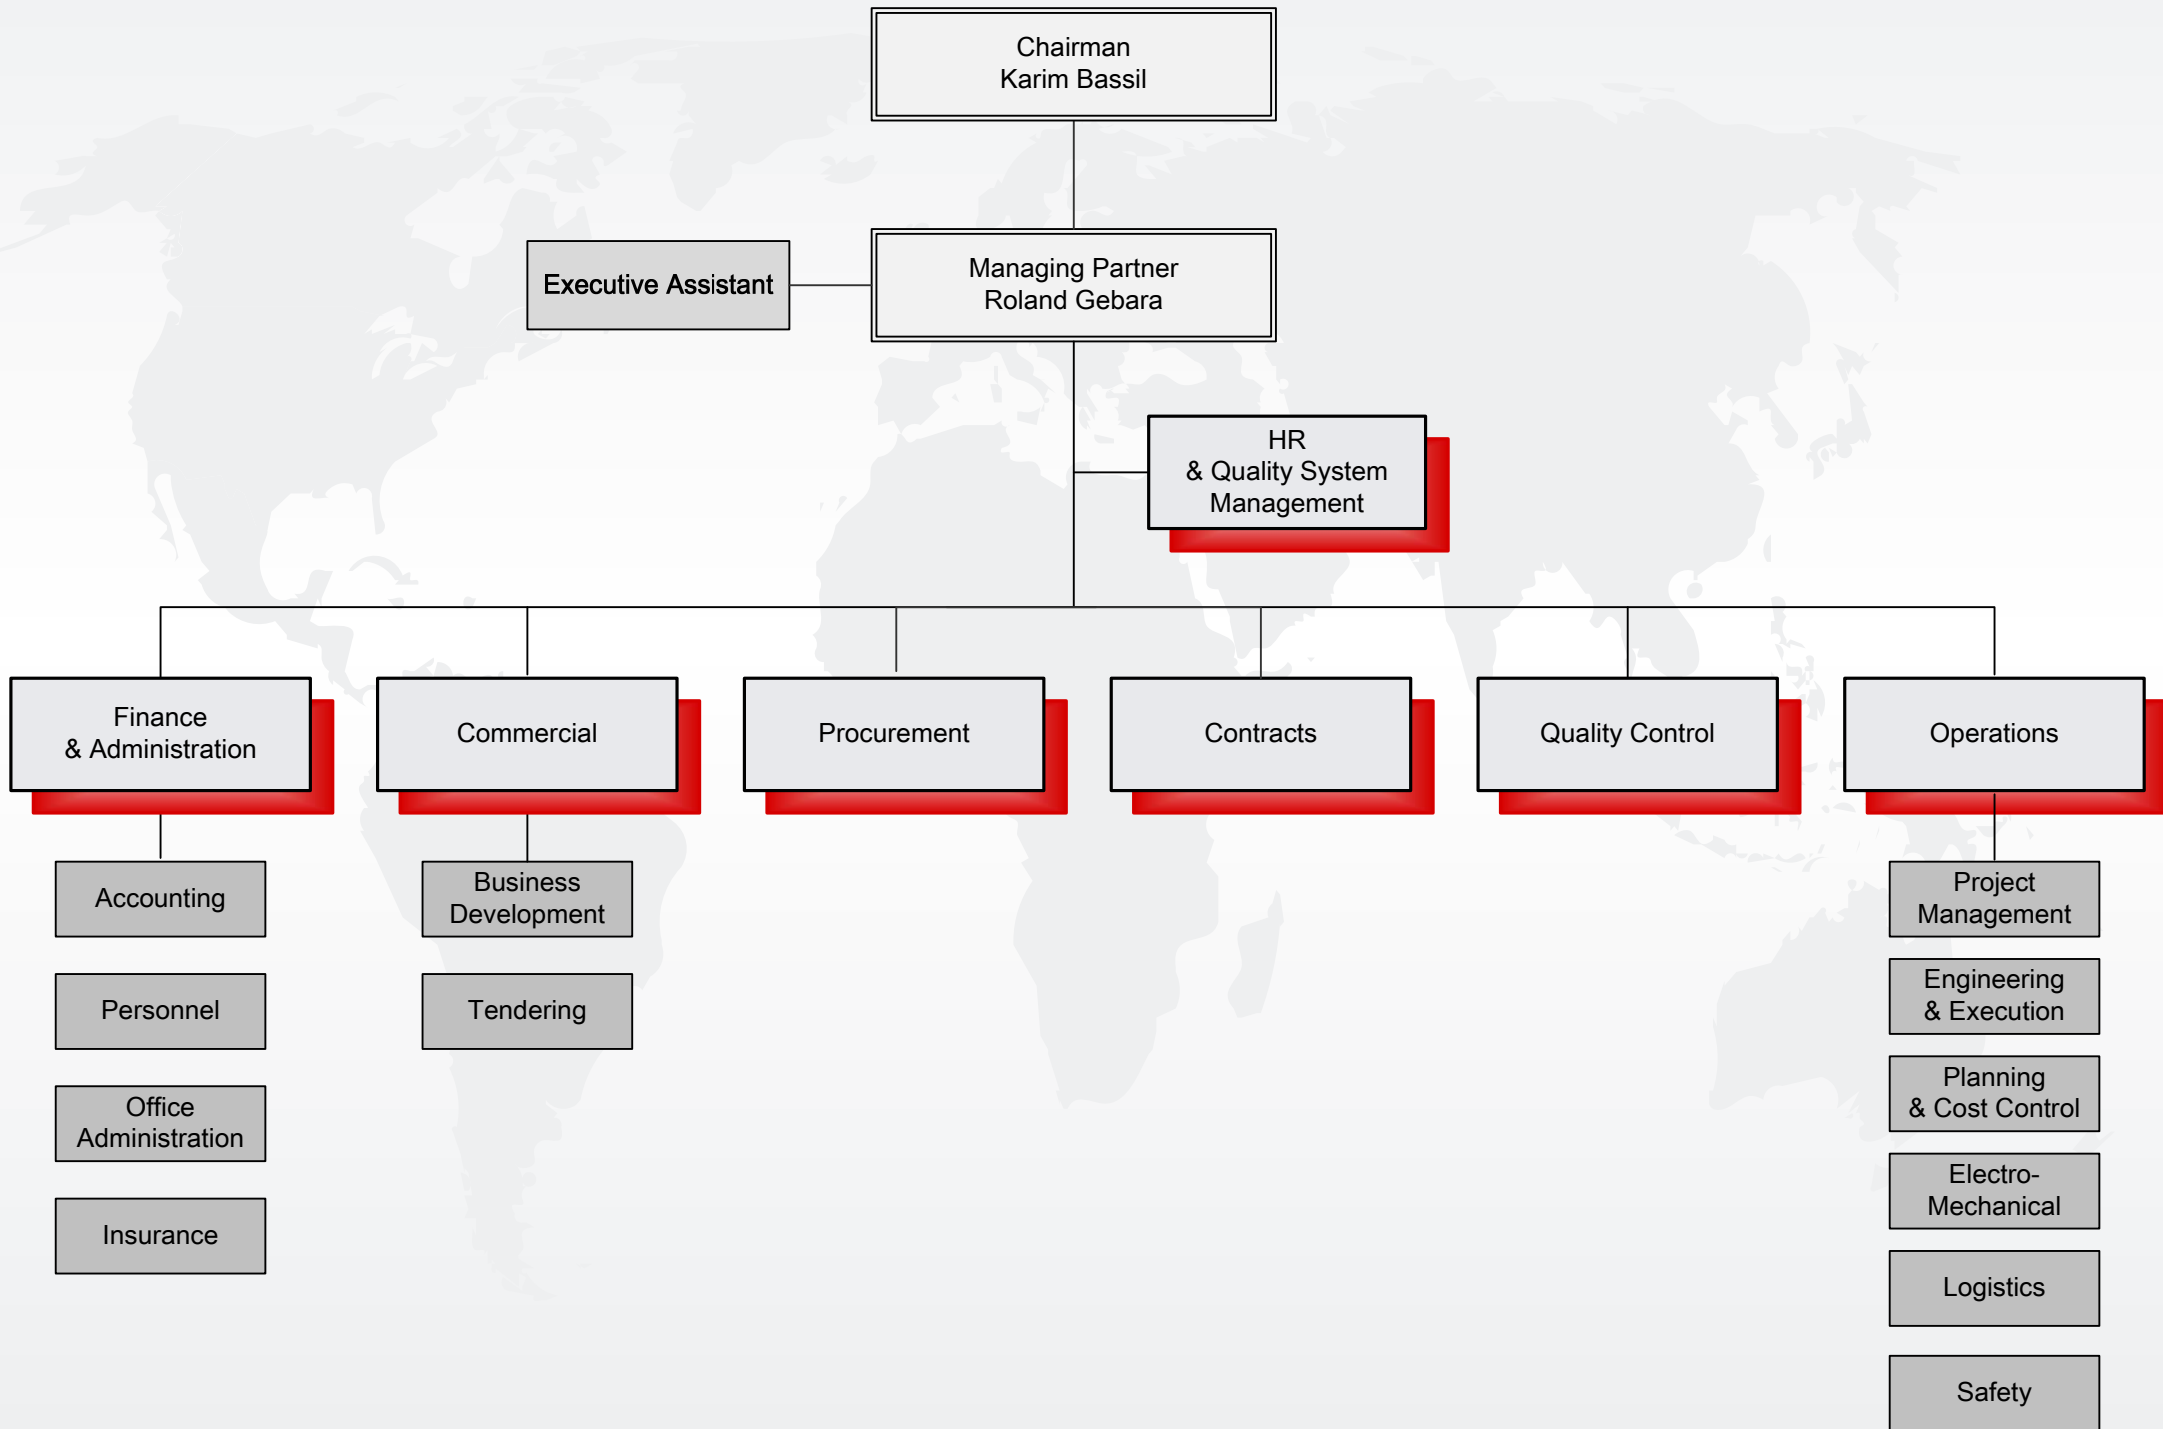 Chairman
Karim Bassil
Executive Assistant
Managing Partner
Roland Gebara
HR
& Quality System
Management
Finance
& Administration
Commercial
Procurement
Contracts
Quality Control
Operations
Accounting
Personnel
Office
Administration
Insurance
Business
Development
Tendering
Project
Management
Engineering
& Execution
Planning
& Cost Control
Electro-
Mechanical
Logistics
Safety